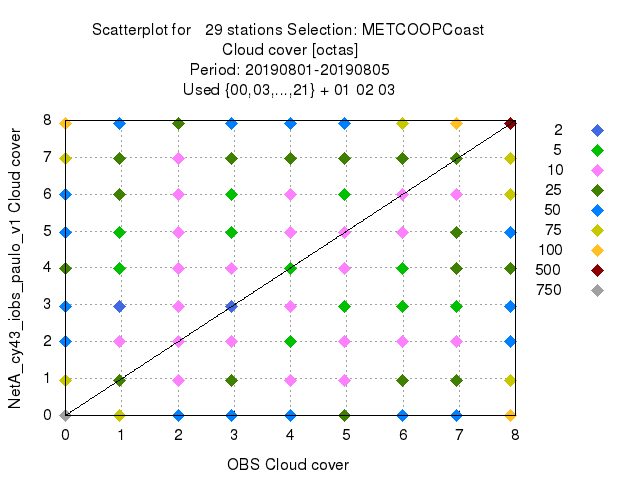 Scatterplot for 29 stations Selection: METCOOPCoast
Cloud cover [octas]
Period: 20190801-20190805
Used {00,03,...,21} + 01 02 03
NetA_cy43_iobs_paulo_v1 Cloud cover
8
7
6
5
4
3
2
1
0
0 1 2 3 4 5 6 7 8
OBS Cloud cover
2
5
10
25
50
75
100
500
750